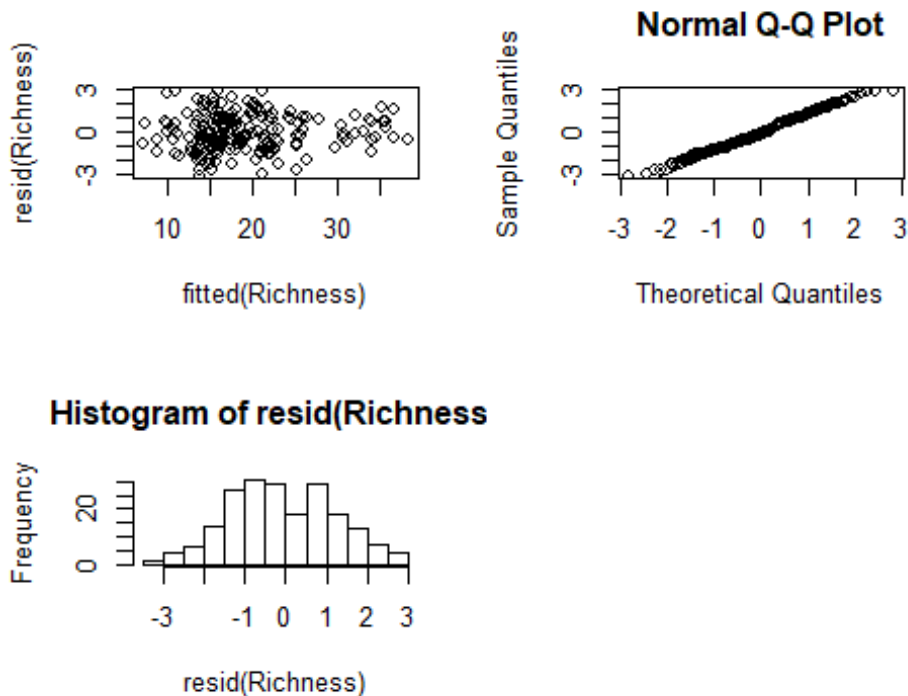 resid(Richness)
3
0
-3
10 20 30
fitted(Richness)
Normal Q-Q Plot
Sample Quantiles
3
0
-3
-3 -2 -1 0 1 2 3
Theoretical Quantiles
Histogram of resid(Richness
Frequency
20
0
-3 -1 0 1 2 3
resid(Richness)